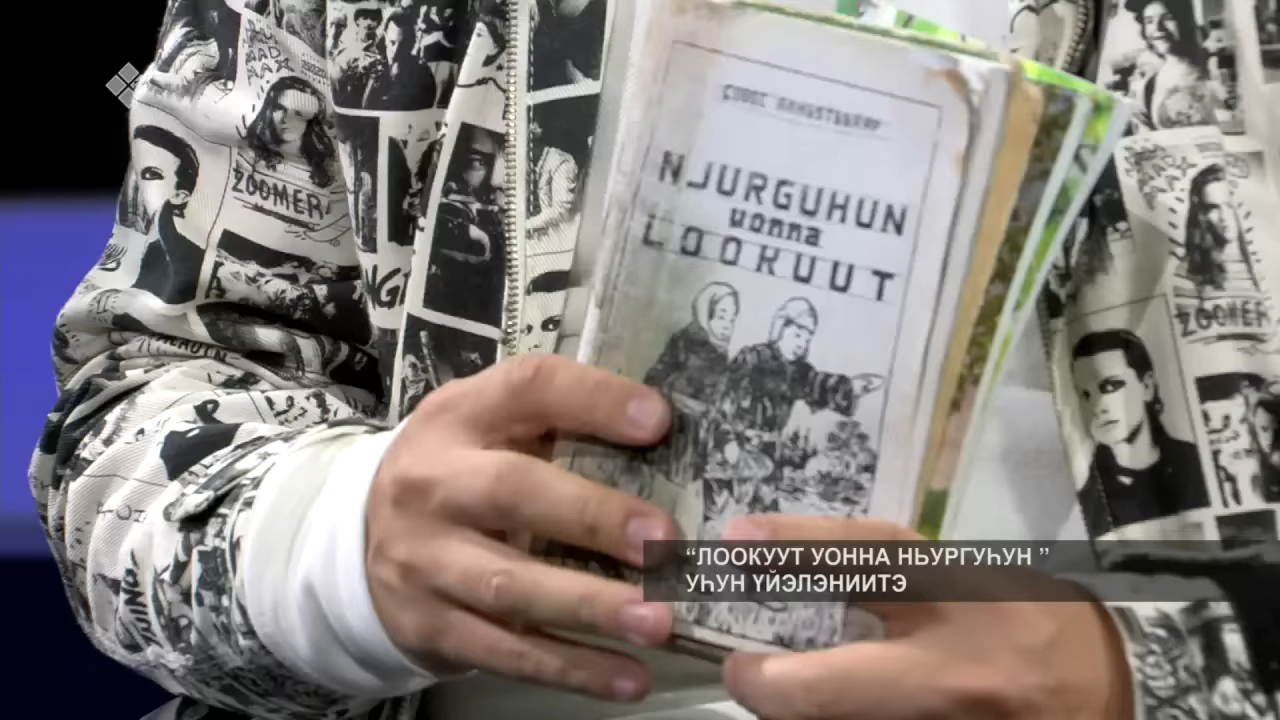 NJURGUHUN
uonna
LOOKUUT
ZOOMER
ZOOMER
“ЛООКУУТ УОННА НЬУРГУҺУН ”
УҺУН ҮЙЭЛЭНИИТЭ